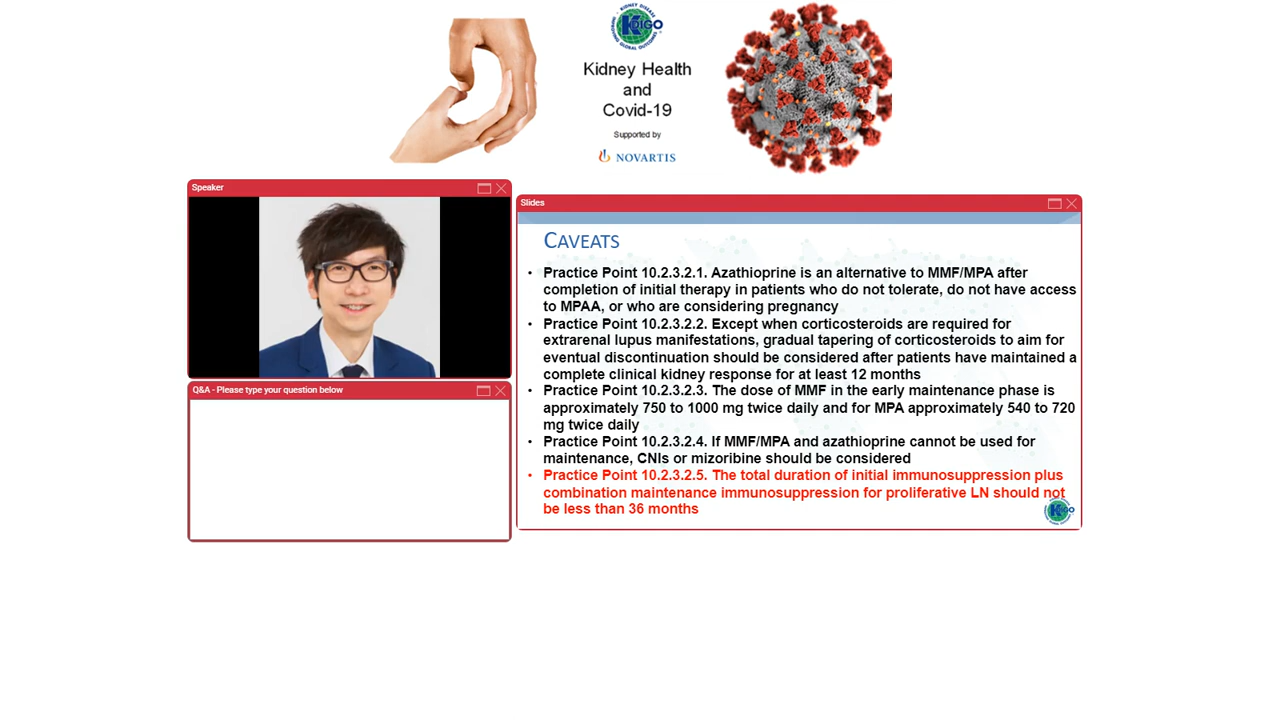 KIDNEY DISEASE
KDIGO
IMPROVING GLOBAL OUTCOMES
Kidney Health
and
Covid-19
Supported by
NOVARTIS
Speaker
Q&A - Please type your question below
Slides
CAVEATS
• Practice Point 10.2.3.2.1. Azathioprine is an alternative to MMF/MPA after
completion of initial therapy in patients who do not tolerate, do not have access
to MPAA, or who are considering pregnancy
• Practice Point 10.2.3.2.2. Except when corticosteroids are required for
extrarenal lupus manifestations, gradual tapering of corticosteroids to aim for
eventual discontinuation should be considered after patients have maintained a
complete clinical kidney response for at least 12 months
• Practice Point 10.2.3.2.3. The dose of MMF in the early maintenance phase is
approximately 750 to 1000 mg twice daily and for MPA approximately 540 to 720
mg twice daily
• Practice Point 10.2.3.2.4. If MMF/MPA and azathioprine cannot be used for
maintenance, CNIs or mizoribine should be considered
• Practice Point 10.2.3.2.5. The total duration of initial immunosuppression plus
combination maintenance immunosuppression for proliferative LN should not
be less than 36 months
KDIGO